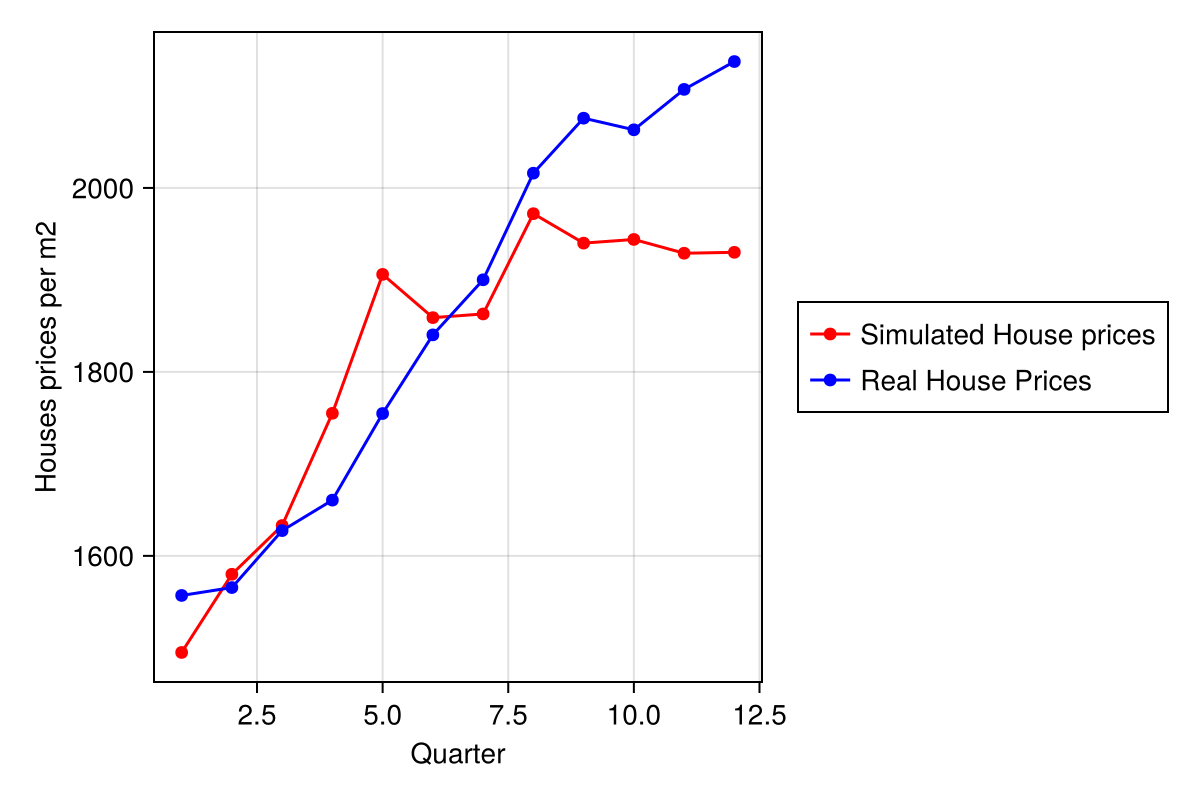 Houses prices per m2
2000
1800
1600
2.5 5.0 7.5 10.0 12.5
Quarter
Simulated House prices
Real House Prices